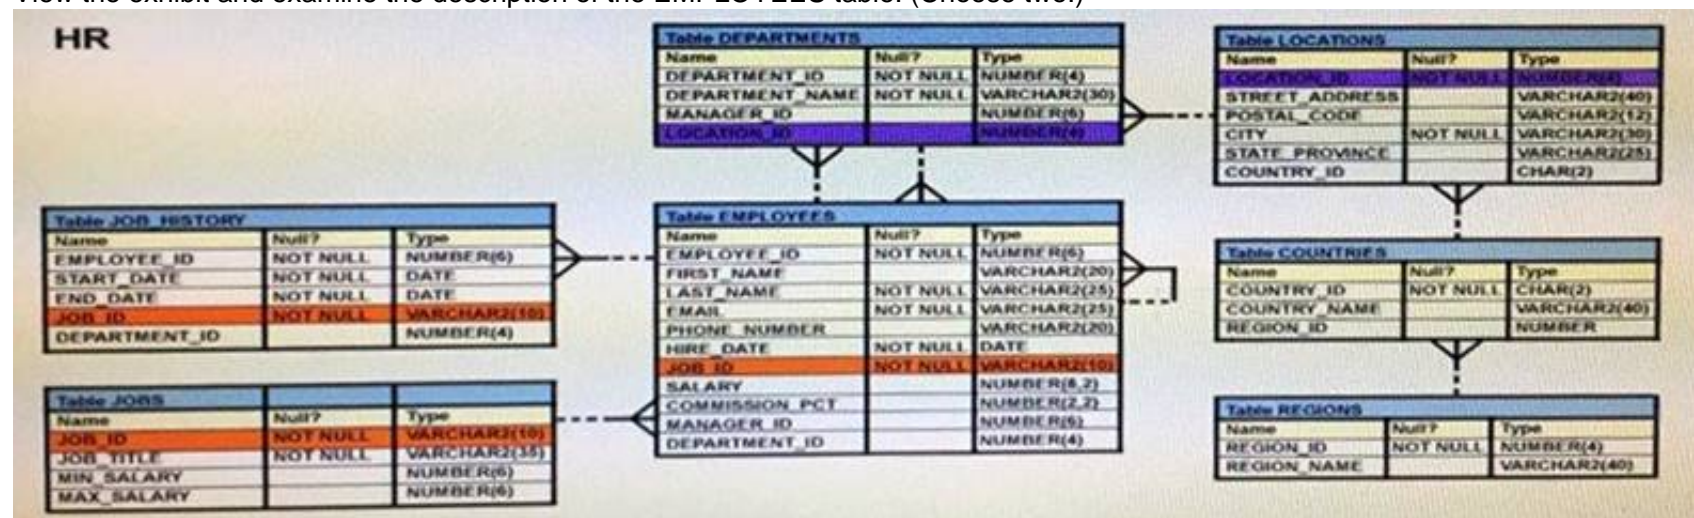 View the exhibit and examine the description of the EMPLOYEES table. (Choose two.)
HR
Table DEPARTMENTS
Name Null? Type
DEPARTMENT_ID NOT NULL NUMBER(4)
DEPARTMENT_NAME NOT NULL VARCHAR2(30)
MANAGER_ID NUMBER(6)
LOCATION_ID NUMBER(4)
Table LOCATIONS
Name Null? Type
LOCATION_ID NOT NULL NUMBER(4)
STREET_ADDRESS VARCHAR2(40)
POSTAL_CODE VARCHAR2(12)
CITY NOT NULL VARCHAR2(30)
STATE_PROVINCE VARCHAR2(25)
COUNTRY_ID CHAR(2)
Table JOB_HISTORY
Name Null? Type
EMPLOYEE_ID NOT NULL NUMBER(6)
START_DATE NOT NULL DATE
END_DATE NOT NULL DATE
JOB_ID NOT NULL VARCHAR2(10)
DEPARTMENT_ID NUMBER(4)
Table EMPLOYEES
Name Null? Type
EMPLOYEE_ID NOT NULL NUMBER(6)
FIRST_NAME VARCHAR2(20)
LAST_NAME NOT NULL VARCHAR2(25)
EMAIL NOT NULL VARCHAR2(25)
PHONE_NUMBER VARCHAR2(20)
HIRE_DATE NOT NULL DATE
JOB_ID NOT NULL VARCHAR2(10)
SALARY NUMBER(8,2)
COMMISSION_PCT NUMBER(2,2)
MANAGER_ID NUMBER(6)
DEPARTMENT_ID NUMBER(4)
Table COUNTRIES
Name Null? Type
COUNTRY_ID NOT NULL CHAR(2)
COUNTRY_NAME VARCHAR2(40)
REGION_ID NUMBER
Table JOBS
Name Null? Type
JOB_ID NOT NULL VARCHAR2(10)
JOB_TITLE NOT NULL VARCHAR2(35)
MIN_SALARY NUMBER(6)
MAX_SALARY NUMBER(6)
Table REGIONS
Name Null? Type
REGION_ID NOT NULL NUMBER(4)
REGION_NAME VARCHAR2(40)